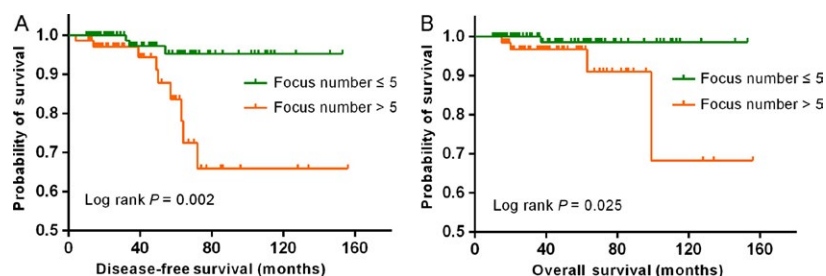 A
Probability of survival
1.0
0.9
0.8
0.7
0.6
0.5
Focus number ≤ 5
Focus number > 5
Log rank P = 0.002
0 40 80 120 160
Disease-free survival (months)
B
Probability of survival
1.0
0.9
0.8
0.7
0.6
0.5
Focus number ≤ 5
Focus number > 5
Log rank P = 0.025
0 40 80 120 160
Overall survival (months)